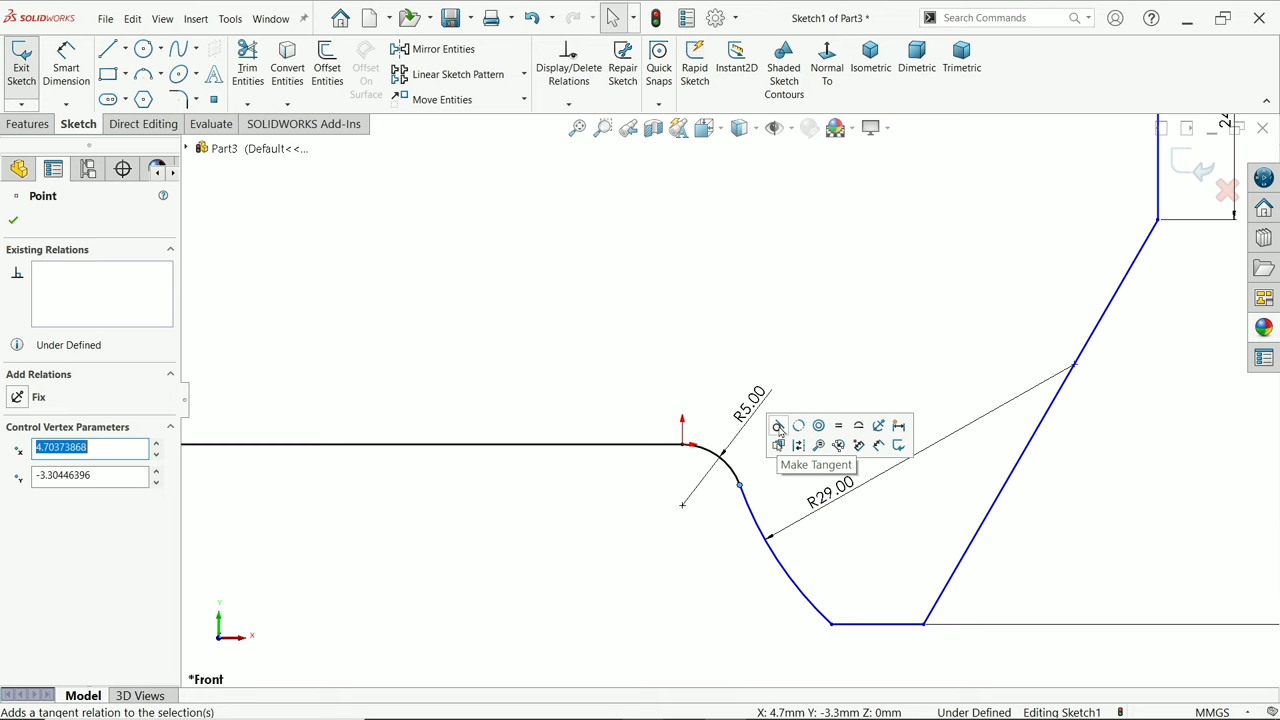 SOLIDWORKS File Edit View Insert Tools Window Sketch1 of Part3 * Search Commands
Exit Sketch
Smart Dimension
Trim Entities
Convert Entities
Offset Entities
Offset On Surface
Mirror Entities
Linear Sketch Pattern
Move Entities
Display/Delete Relations
Repair Sketch
Quick Snaps
Rapid Sketch
Instant2D
Shaded Sketch Contours
Normal To
Isometric
Dimetric
Trimetric
Features Sketch Direct Editing Evaluate SOLIDWORKS Add-Ins
Part3 (Default<<...
Point
Existing Relations
Under Defined
Add Relations
Fix
Control Vertex Parameters
4.70373868
-3.30446396
R5.00
Make Tangent
R29.00
Y
X
*Front
Model 3D Views
Adds a tangent relation to the selection(s) X: 4.7mm Y: -3.3mm Z: 0mm Under Defined Editing Sketch1 MMGS